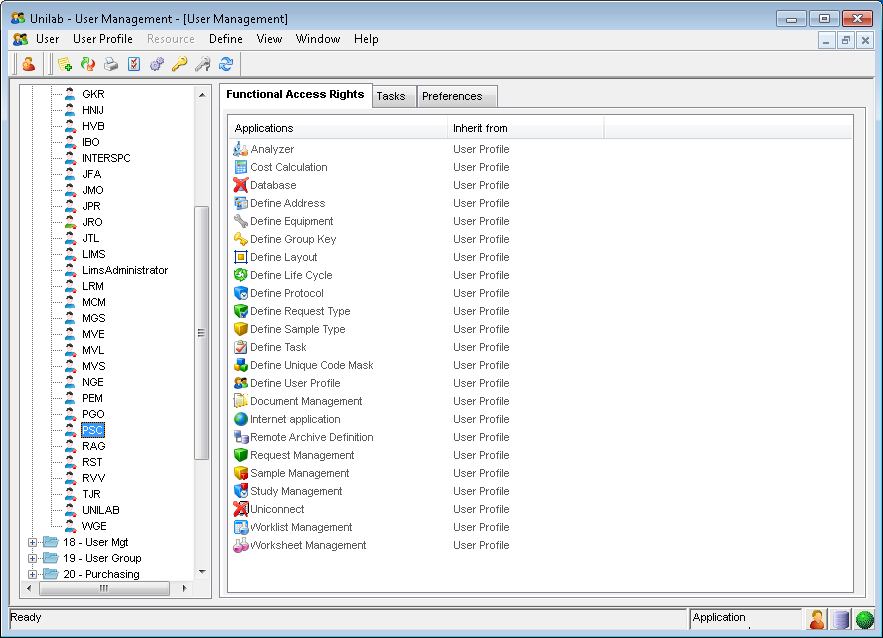 Unilab - User Management - [User Management]
User User Profile Resource Define View Window Help
GKR
HNIJ
HVB
IBO
INTERSPC
JFA
JMO
JPR
JRO
JTL
LIMS
LimsAdministrator
LRM
MCM
MGS
MVE
MVL
MVS
NGE
PEM
PGO
PSC
RAG
RST
RVV
TJR
UNILAB
WGE
18 - User Mgt
19 - User Group
20 - Purchasing
Functional Access Rights Tasks Preferences
Applications Inherit from
Analyzer User Profile
Cost Calculation User Profile
Database User Profile
Define Address User Profile
Define Equipment User Profile
Define Group Key User Profile
Define Layout User Profile
Define Life Cycle User Profile
Define Protocol User Profile
Define Request Type User Profile
Define Sample Type User Profile
Define Task User Profile
Define Unique Code Mask User Profile
Define User Profile User Profile
Document Management User Profile
Internet application User Profile
Remote Archive Definition User Profile
Request Management User Profile
Sample Management User Profile
Study Management User Profile
Uniconnect User Profile
Worklist Management User Profile
Worksheet Management User Profile
Ready Application